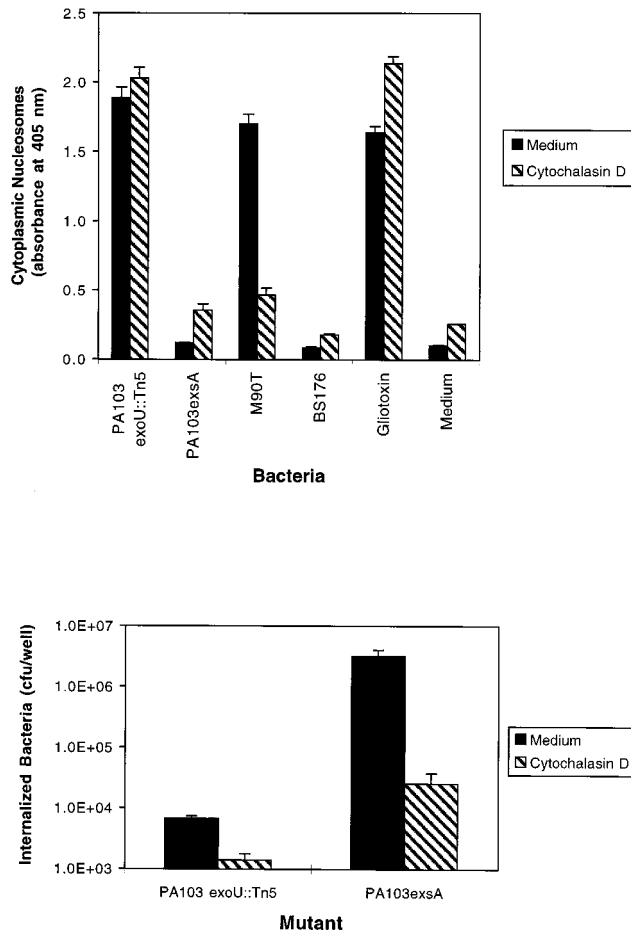 2.5
2.0
1.5
1.0
0.5
0.0
Cytoplasmic Nucleosomes
(absorbance at 405 nm)
Medium
Cytochalasin D
PA103
exoU::Tn5
PA103exsA
M90T
BS176
Gliotoxin
Medium
Bacteria
1.0E+07
1.0E+06
1.0E+05
1.0E+04
1.0E+03
Internalized Bacteria (cfu/well)
Medium
Cytochalasin D
PA103 exoU::Tn5
PA103exsA
Mutant